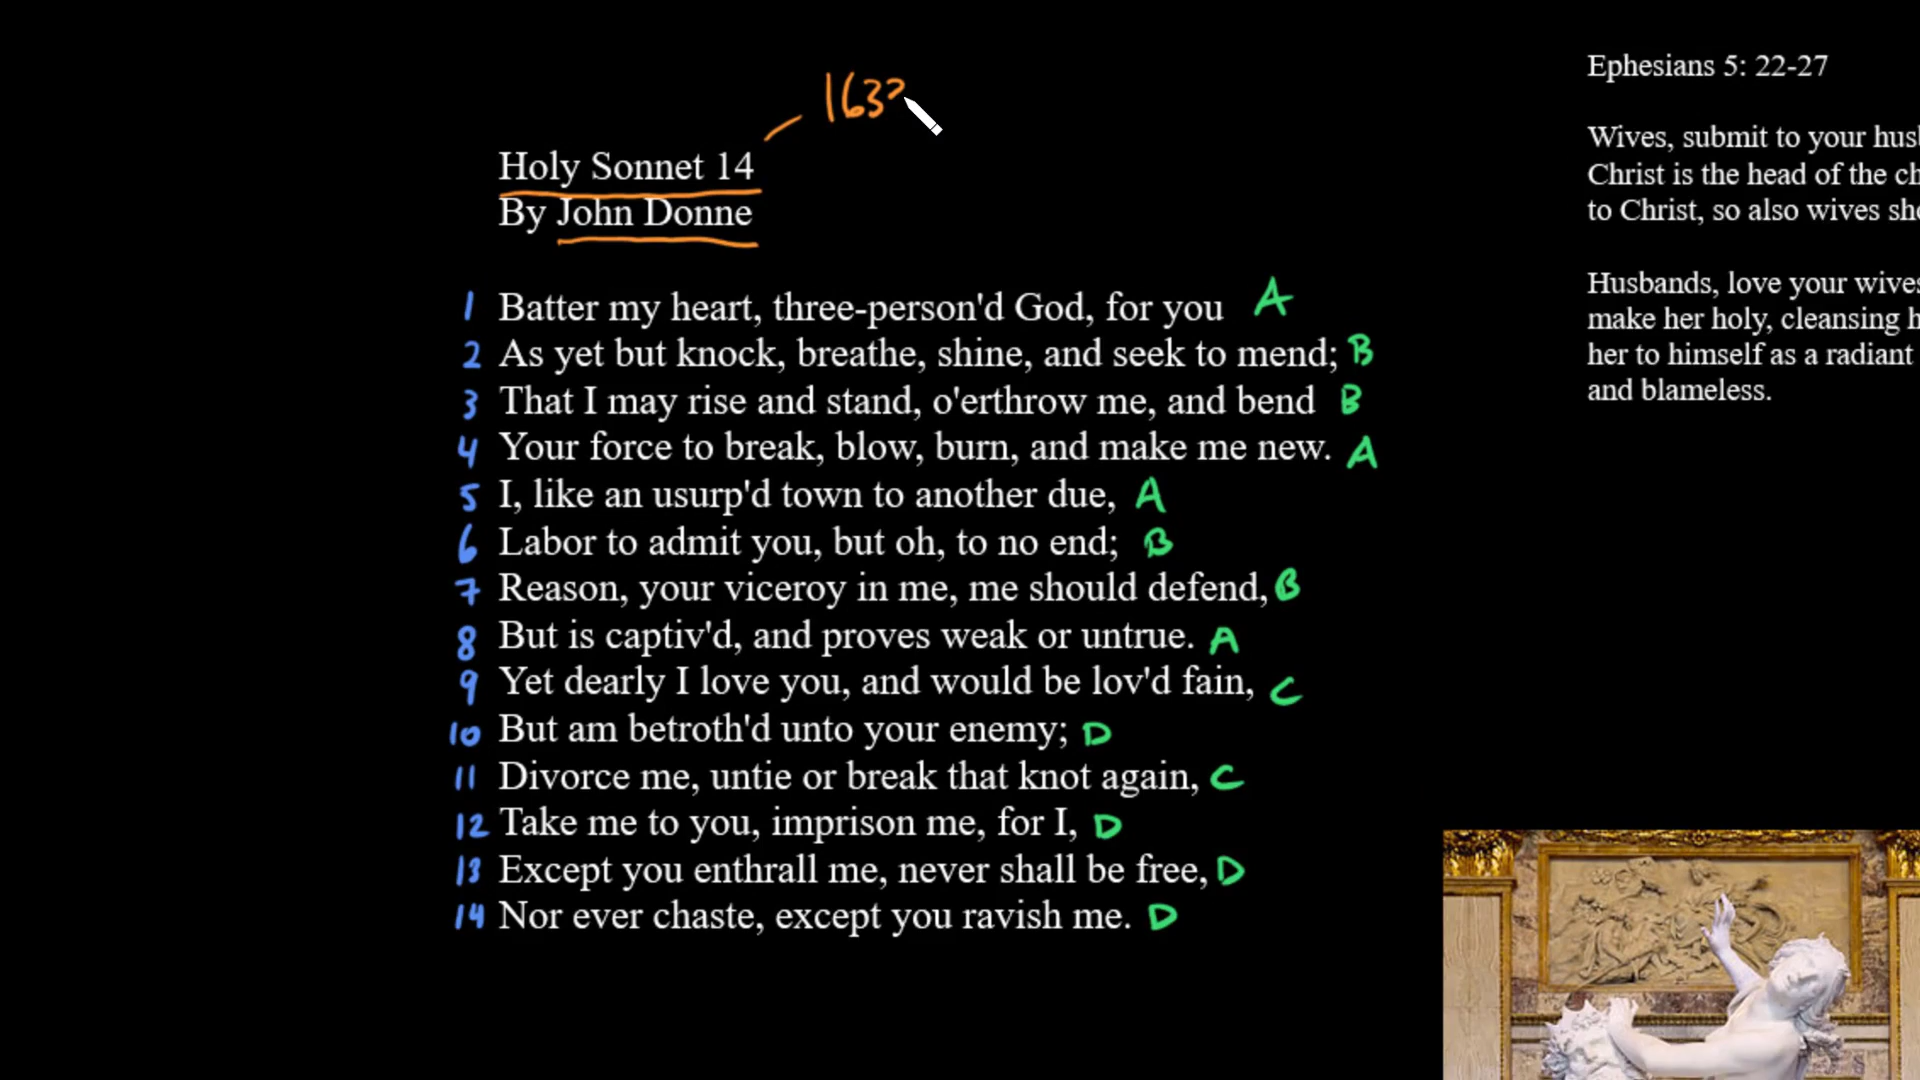 163
Holy Sonnet 14
By John Donne
1 Batter my heart, three-person'd God, for you A
2 As yet but knock, breathe, shine, and seek to mend; B
3 That I may rise and stand, o'erthrow me, and bend B
4 Your force to break, blow, burn, and make me new. A
5 I, like an usurp'd town to another due, A
6 Labor to admit you, but oh, to no end; B
7 Reason, your viceroy in me, me should defend, B
8 But is captiv'd, and proves weak or untrue. A
9 Yet dearly I love you, and would be lov'd fain, C
10 But am betroth'd unto your enemy; D
11 Divorce me, untie or break that knot again, C
12 Take me to you, imprison me, for I, D
13 Except you enthrall me, never shall be free, D
14 Nor ever chaste, except you ravish me. D
Ephesians 5: 22-27
Wives, submit to your
Christ is the head of the
to Christ, so also wives
Husbands, love your wives
make her holy, cleansing
her to himself as a radiant
and blameless.